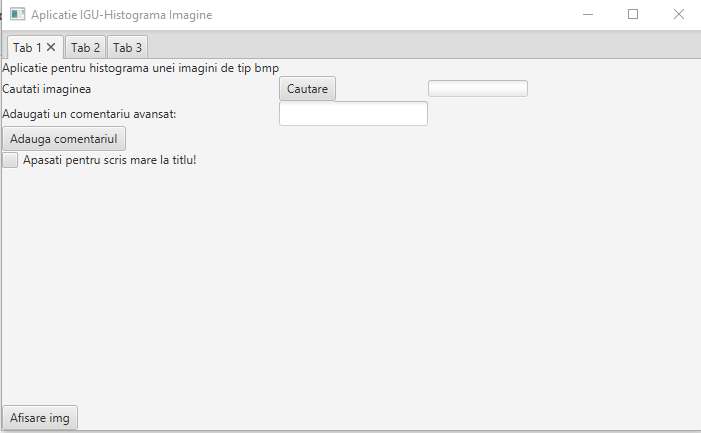 Aplicatie IGU-Histograma Imagine
Tab 1 Tab 2 Tab 3
Aplicatie pentru histograma unei imagini de tip bmp
Cautati imaginea Cautare
Adaugati un comentariu avansat:
Adauga comentariul
Apasati pentru scris mare la titlu!
Afisare img